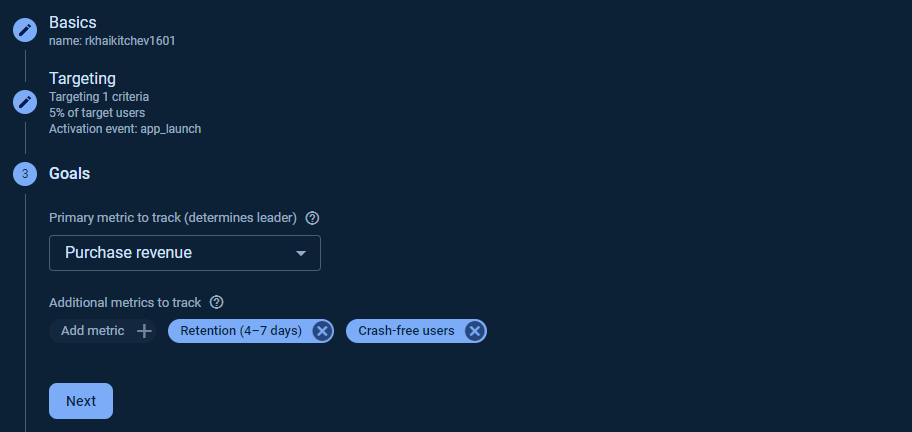 Basics
name: rkhaikitchev1601
Targeting
Targeting 1 criteria
5% of target users
Activation event: app_launch
3 Goals
Primary metric to track (determines leader) ?
Purchase revenue
Additional metrics to track ?
Add metric + Retention (4–7 days) Crash-free users
Next